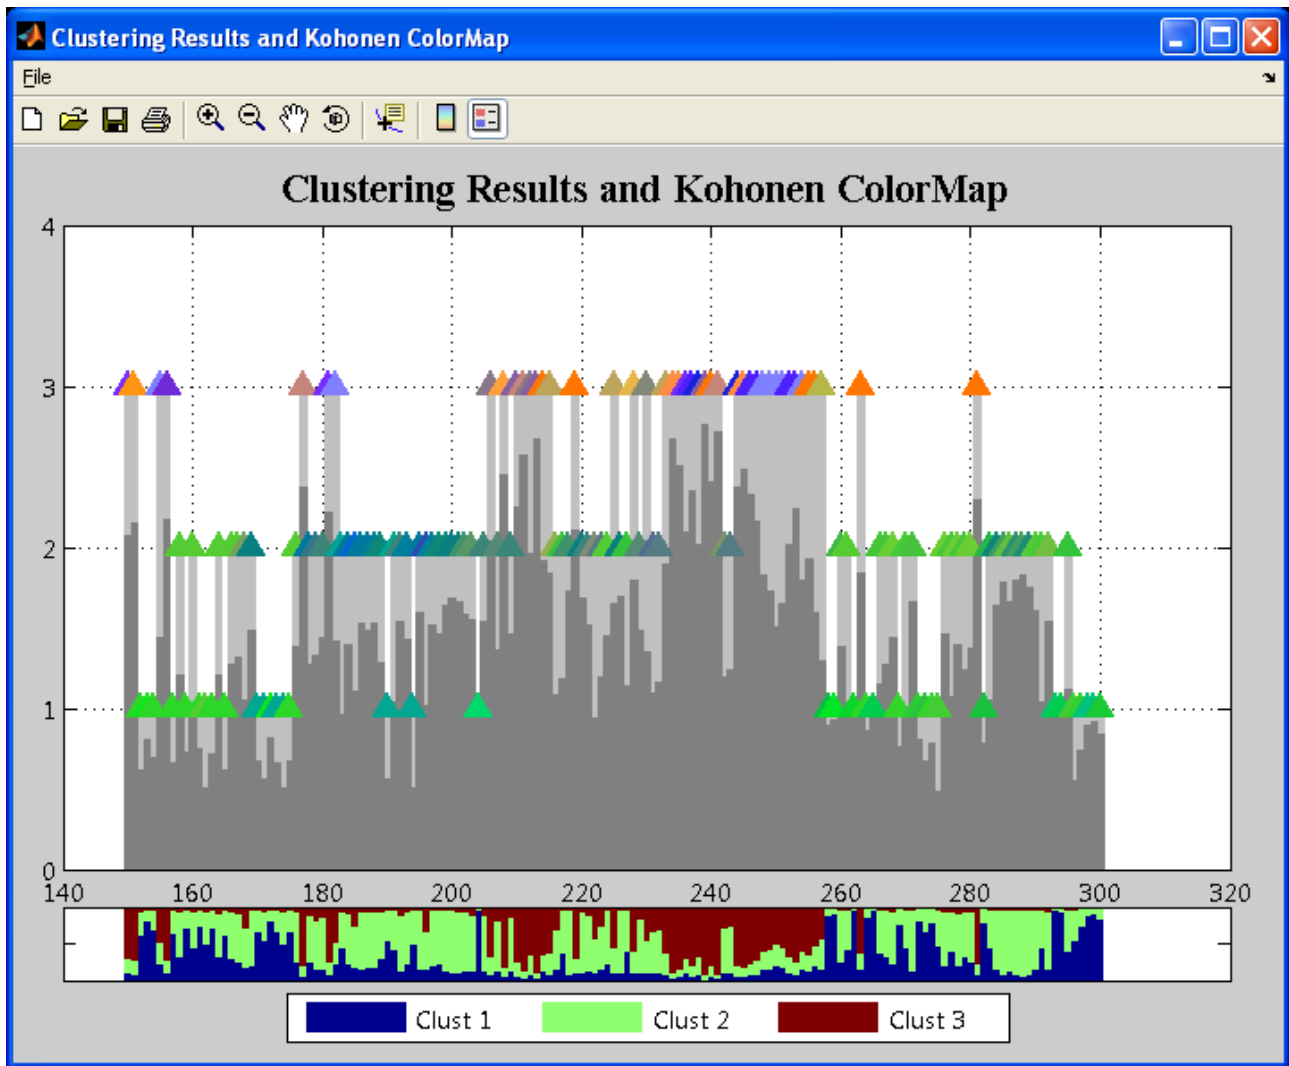 Clustering Results and Kohonen ColorMap
File
Clustering Results and Kohonen ColorMap
4
3
2
1
0
140 160 180 200 220 240 260 280 300 320
Clust 1 Clust 2 Clust 3